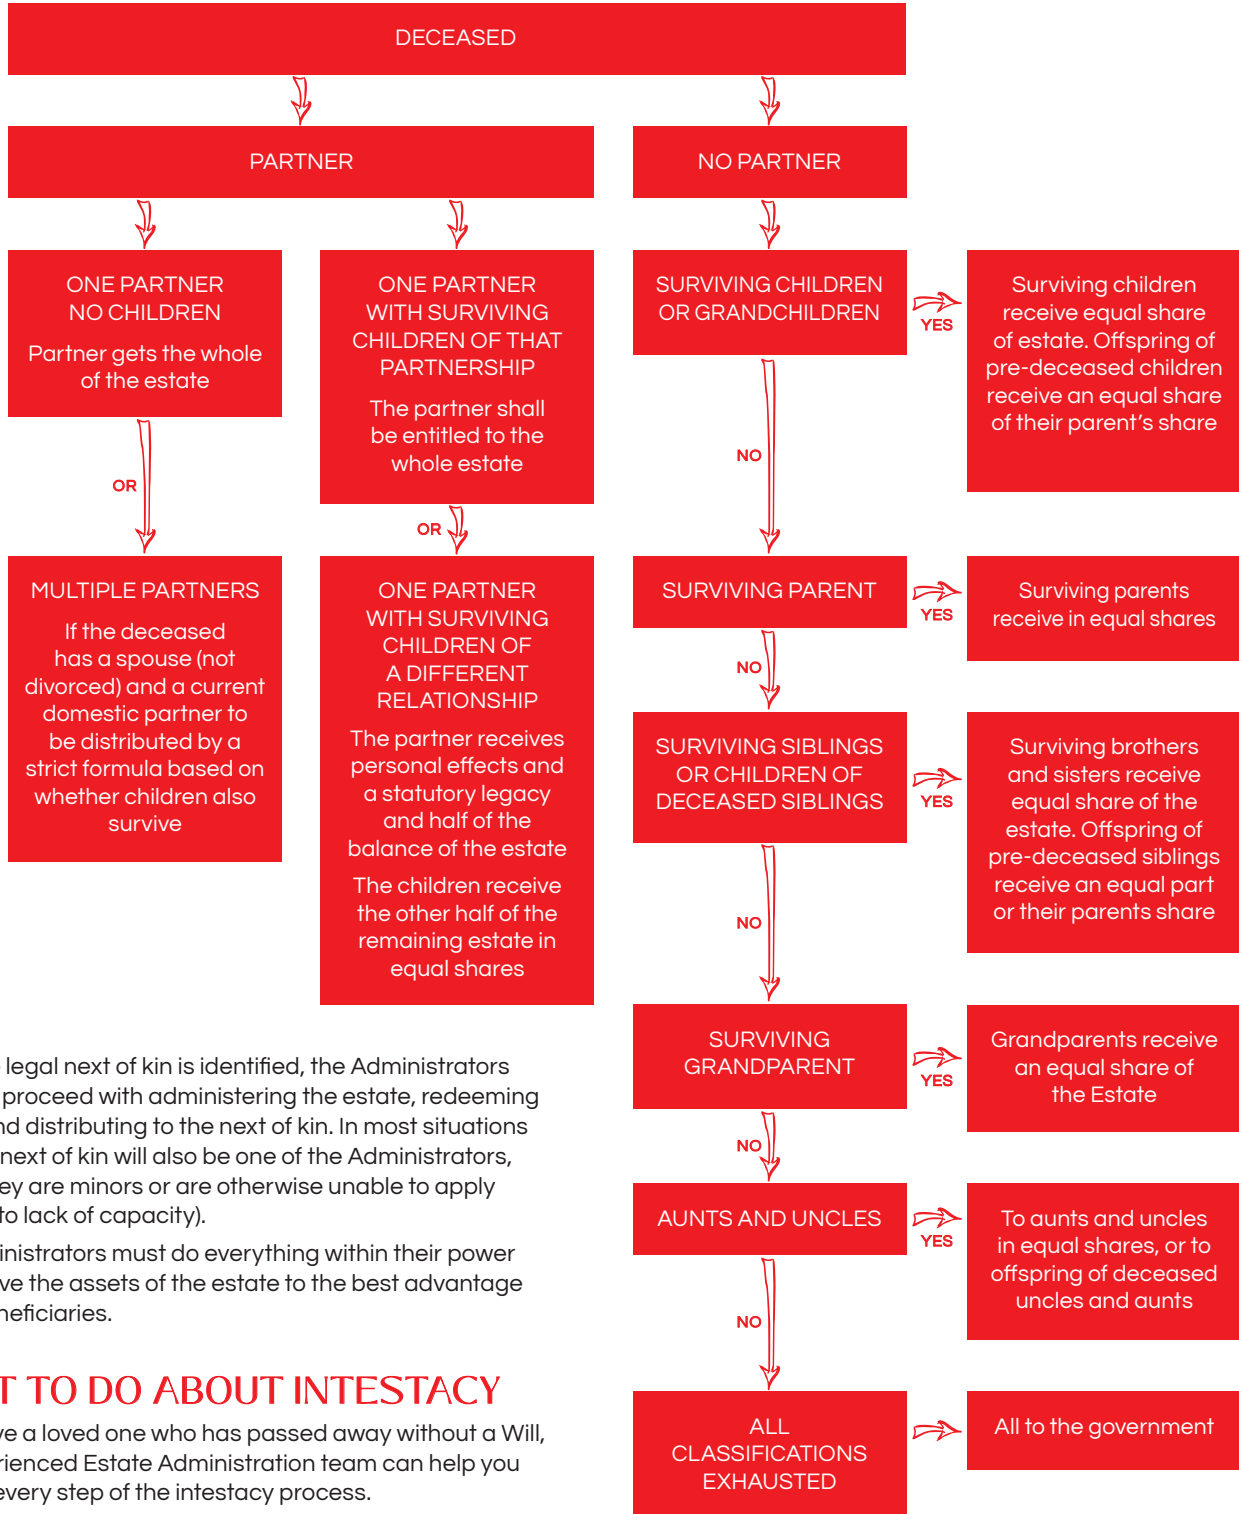 DECEASED
PARTNER
NO PARTNER
ONE PARTNER
NO CHILDREN
Partner gets the whole
of the estate
OR
MULTIPLE PARTNERS
If the deceased
has a spouse (not
divorced) and a current
domestic partner to
be distributed by a
strict formula based on
whether children also
survive
ONE PARTNER
WITH SURVIVING
CHILDREN OF THAT
PARTNERSHIP
The partner shall
be entitled to the
whole estate
OR
ONE PARTNER
WITH SURVIVING
CHILDREN OF
A DIFFERENT
RELATIONSHIP
The partner receives
personal effects and
a statutory legacy
and half of the
balance of the estate
The children receive
the other half of the
remaining estate in
equal shares
SURVIVING CHILDREN
OR GRANDCHILDREN
YES
Surviving children
receive equal share
of estate. Offspring of
pre-deceased children
receive an equal share
of their parent's share
NO
SURVIVING PARENT
YES
Surviving parents
receive in equal shares
NO
SURVIVING SIBLINGS
OR CHILDREN OF
DECEASED SIBLINGS
YES
Surviving brothers
and sisters receive
equal share of the
estate. Offspring of
pre-deceased siblings
receive an equal part
or their parents share
NO
SURVIVING
GRANDPARENT
YES
Grandparents receive
an equal share of
the Estate
NO
AUNTS AND UNCLES
YES
To aunts and uncles
in equal shares, or to
offspring of deceased
uncles and aunts
NO
ALL
CLASSIFICATIONS
EXHAUSTED
All to the government
legal next of kin is identified, the Administrators
proceed with administering the estate, redeeming
nd distributing to the next of kin. In most situations
next of kin will also be one of the Administrators,
ey are minors or are otherwise unable to apply
to lack of capacity).
inistrators must do everything within their power
ve the assets of the estate to the best advantage
neficiaries.
T TO DO ABOUT INTESTACY
ve a loved one who has passed away without a Will,
rienced Estate Administration team can help you
every step of the intestacy process.